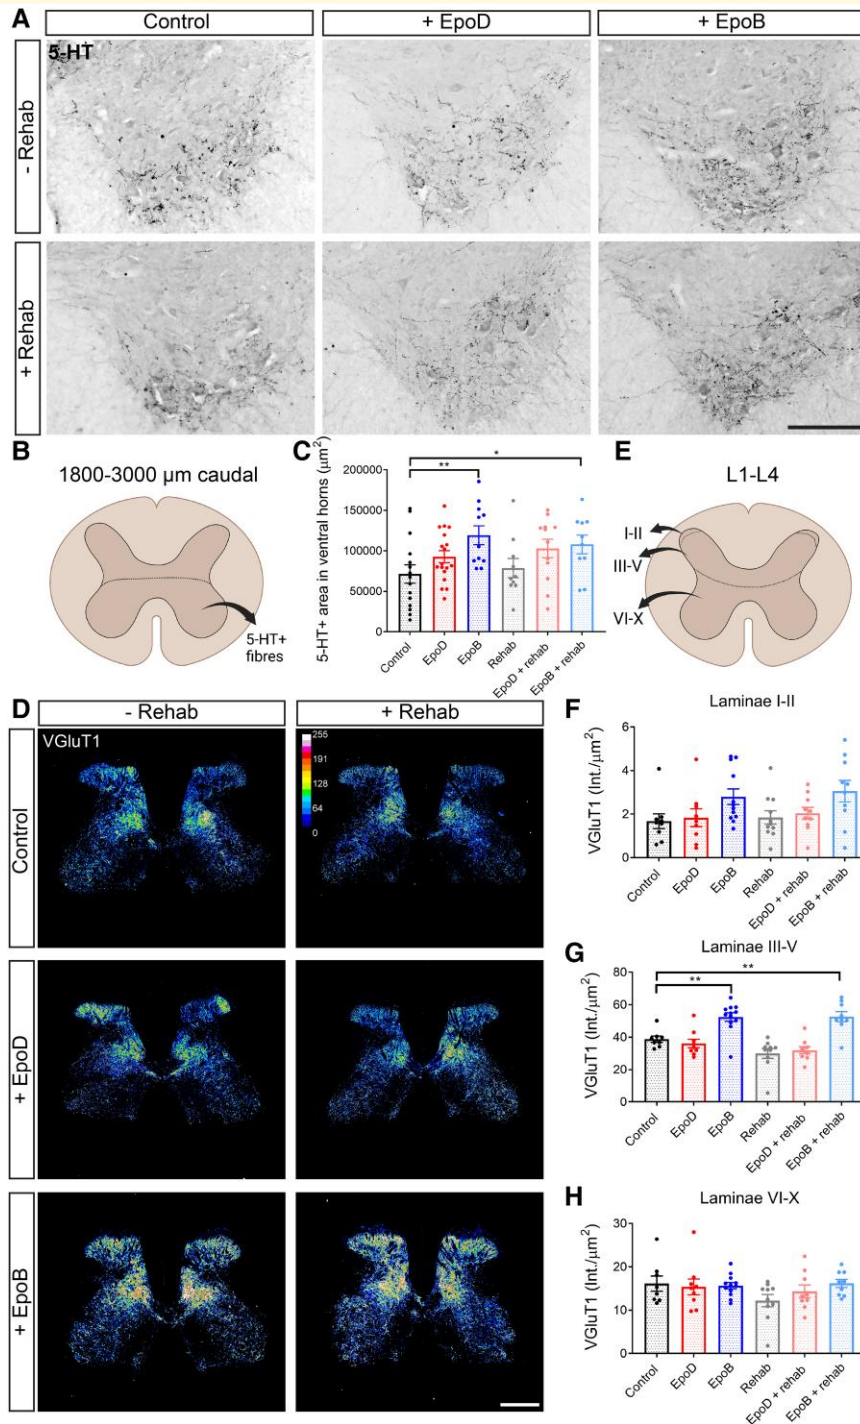 A
Control
+ EpoD
+ EpoB
5-HT
- Rehab
+ Rehab
B
1800-3000 µm caudal
5-HT+
fibres
C
5-HT+ area in ventral horns (µm²)
200000
150000
100000
50000
0
**
*
Control
EpoD
EpoB
Rehab
EpoD + rehab
EpoB + rehab
E
L1-L4
I-II
III-V
VI-X
D
- Rehab
+ Rehab
VGluT1
255
191
128
64
0
Control
+ EpoD
+ EpoB
F
Laminae I-II
VGluT1 (Int./µm²)
6
4
2
0
Control
EpoD
EpoB
Rehab
EpoD + rehab
EpoB + rehab
G
Laminae III-V
VGluT1 (Int./µm²)
80
60
40
20
0
**
**
Control
EpoD
EpoB
Rehab
EpoD + rehab
EpoB + rehab
H
Laminae VI-X
VGluT1 (Int./µm²)
30
20
10
0
Control
EpoD
EpoB
Rehab
EpoD + rehab
EpoB + rehab